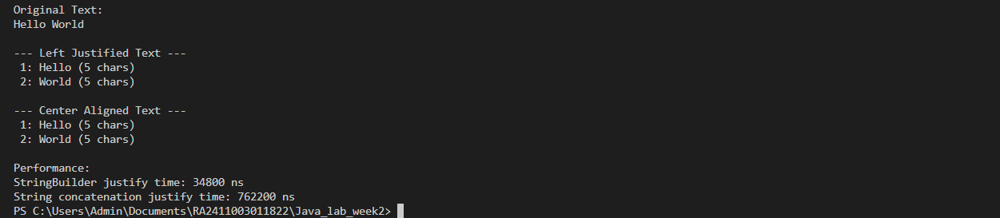 Original Text:
Hello World
--- Left Justified Text ---
1: Hello (5 chars)
2: World (5 chars)
--- Center Aligned Text ---
1: Hello (5 chars)
2: World (5 chars)
Performance:
StringBuilder justify time: 34800 ns
String concatenation justify time: 762200 ns
PS C:\Users\Admin\Documents\RA2411003011822\Java_lab_week2>